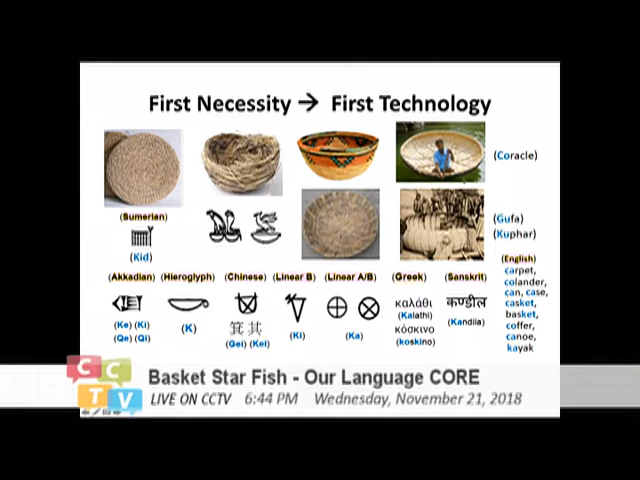 First Necessity → First Technology
(Coracle)
(Sumerian)
(Kid)
(Gufa)
(Kuphar)
(Akkadian) (Hieroglyph) (Chinese) (Linear B) (Linear A/B) (Greek) (Sanskrit) (English)
carpet,
colander,
can, case,
casket,
basket,
coffer,
canoe,
kayak
(Ke) (Ki)
(Qe) (Qi)
(K)
箕 其
(Qei) (Kei)
(Ki)
(Ka)
καλάθι
(Kalathi)
κόσκινο
(koskino)
कण्डील
(Kandila)
CCTV
Basket Star Fish - Our Language CORE
LIVE ON CCTV 6:44 PM Wednesday, November 21, 2018